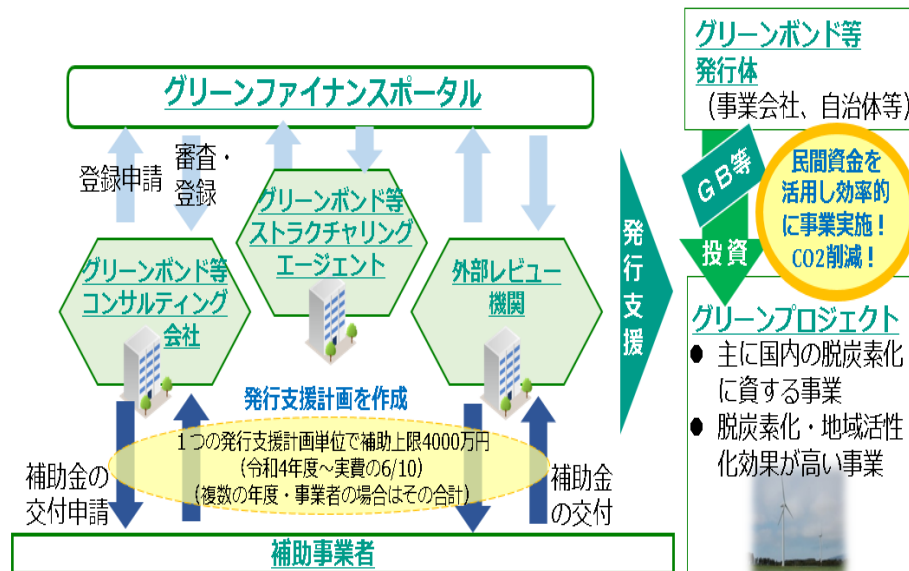 グリーンファイナンスポータル
登録申請
審査・
登録
グリーンボンド等
ストラクチャリング
エージェント
グリーンボンド等
コンサルティング
会社
外部レビュー
機関
発行支援計画を作成
１つの発行支援計画単位で補助上限4000万円
(令和4年度～実費の6/10)
(複数の年度・事業者の場合はその合計)
補助金の
交付申請
補助金
の交付
補助事業者
発行支援
グリーンボンド等
発行体
(事業会社、自治体等)
ＧＢ等
投資
民間資金を
活用し効率的
に事業実施！
CO2削減！
グリーンプロジェクト
● 主に国内の脱炭素化
に資する事業
● 脱炭素化・地域活性
化効果が高い事業